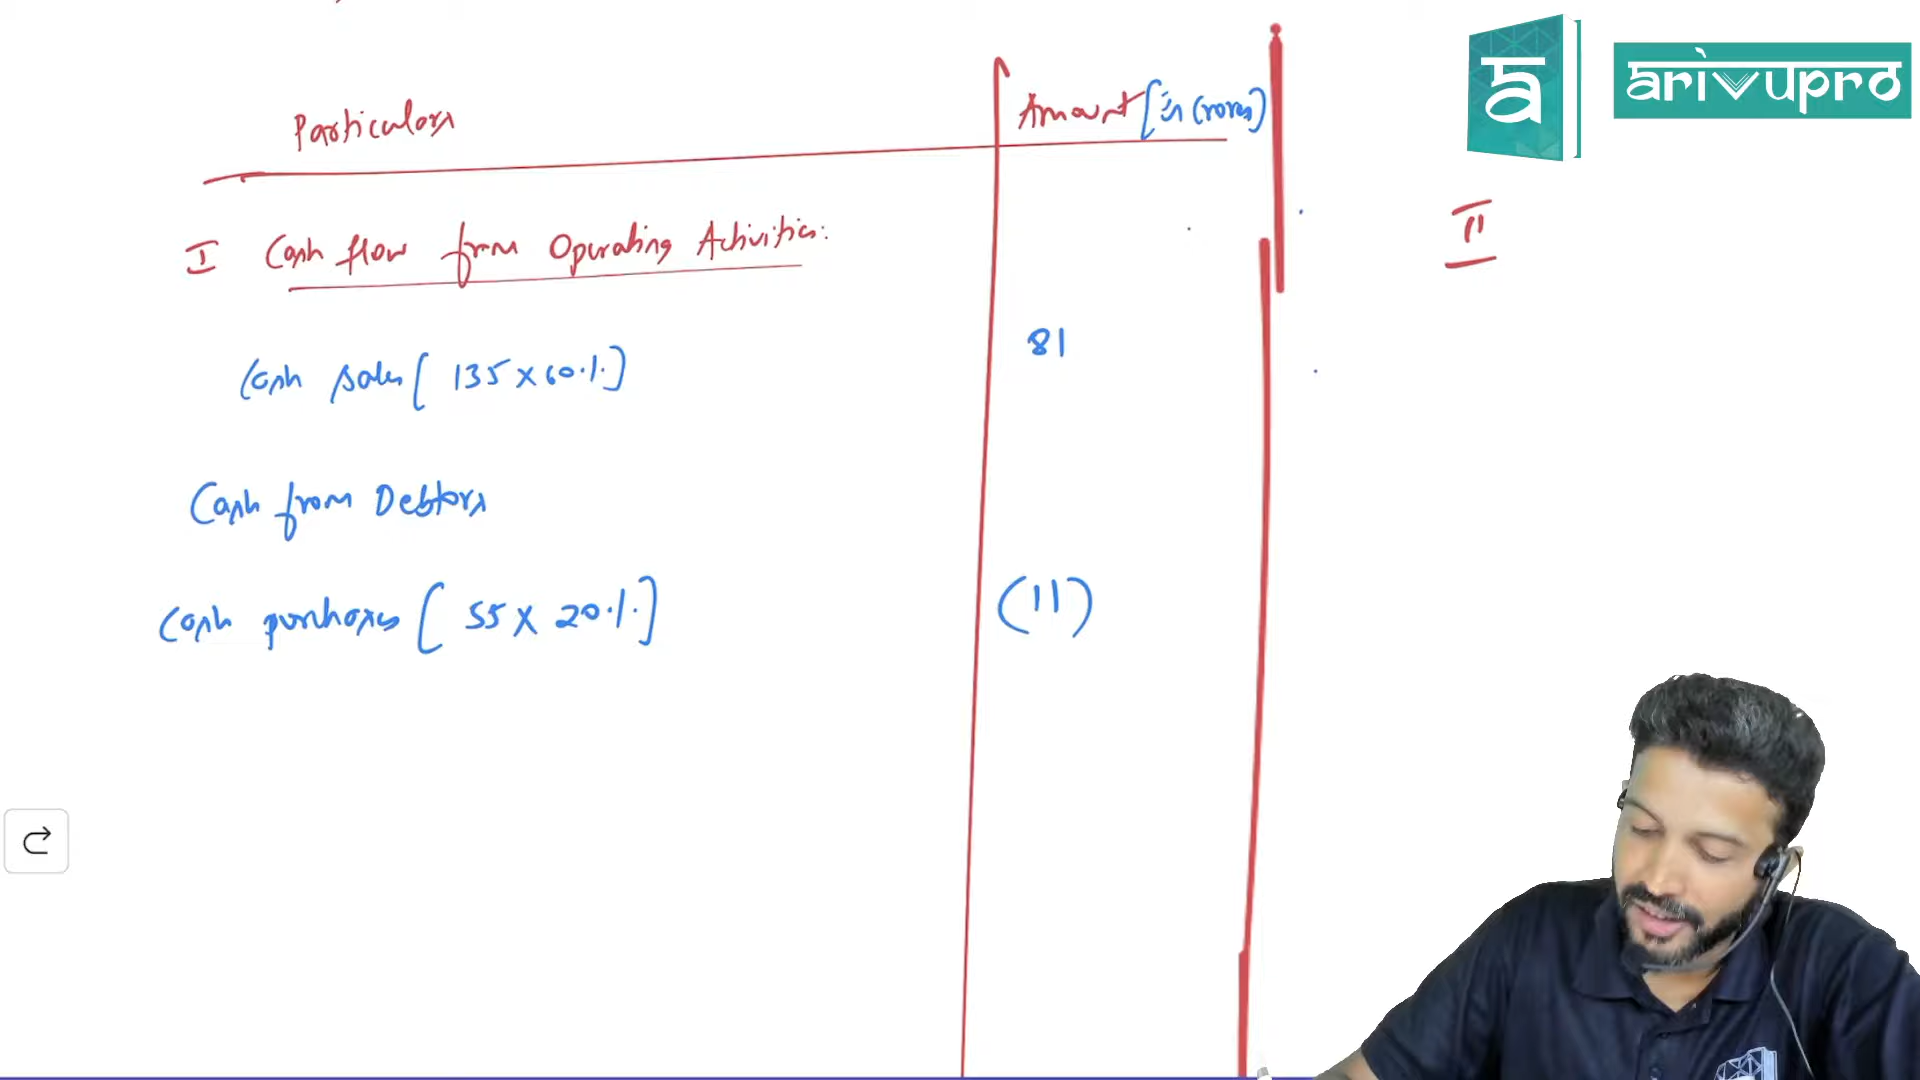 Particulars
Amount [in crores]
I Cash flow from Operating Activities:
II
Cash sales [ 135 x 60% ]
81
Cash from Debtors
Cash purchases [ 55 x 20% ]
(11)
arivupro